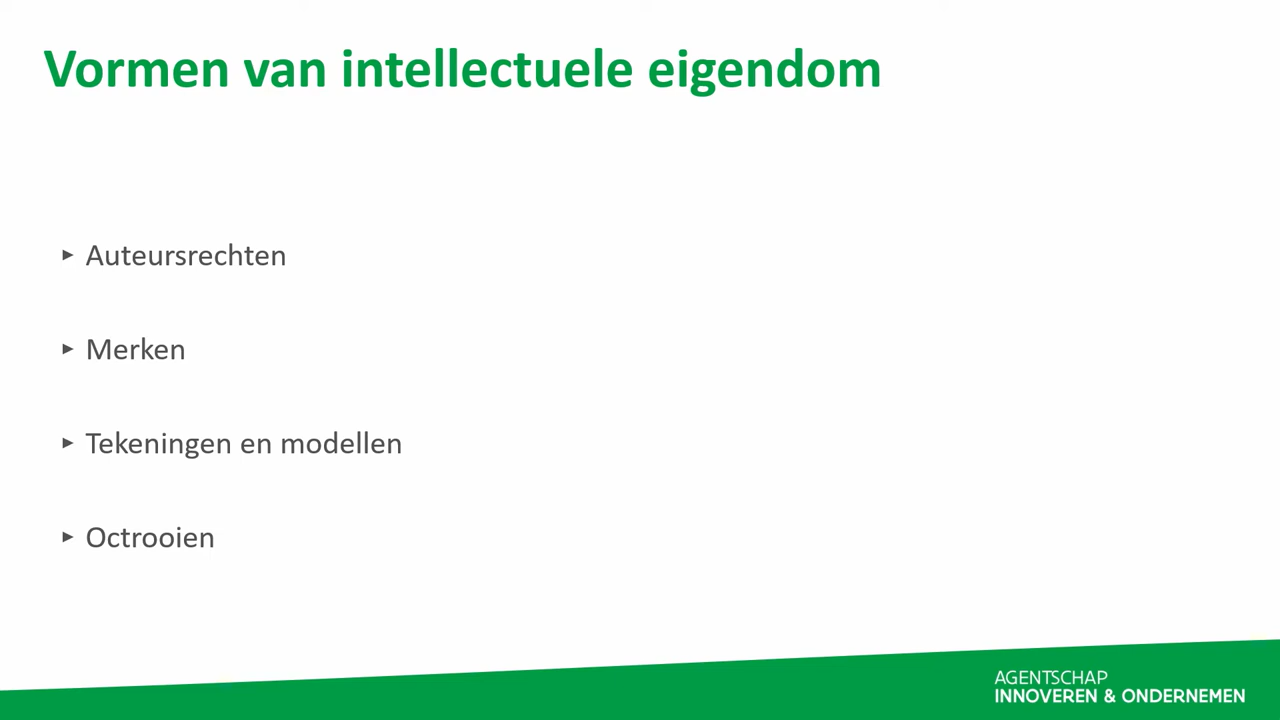 Vormen van intellectuele eigendom
▸ Auteursrechten
▸ Merken
▸ Tekeningen en modellen
▸ Octrooien
AGENTSCHAP
INNOVEREN & ONDERNEMEN